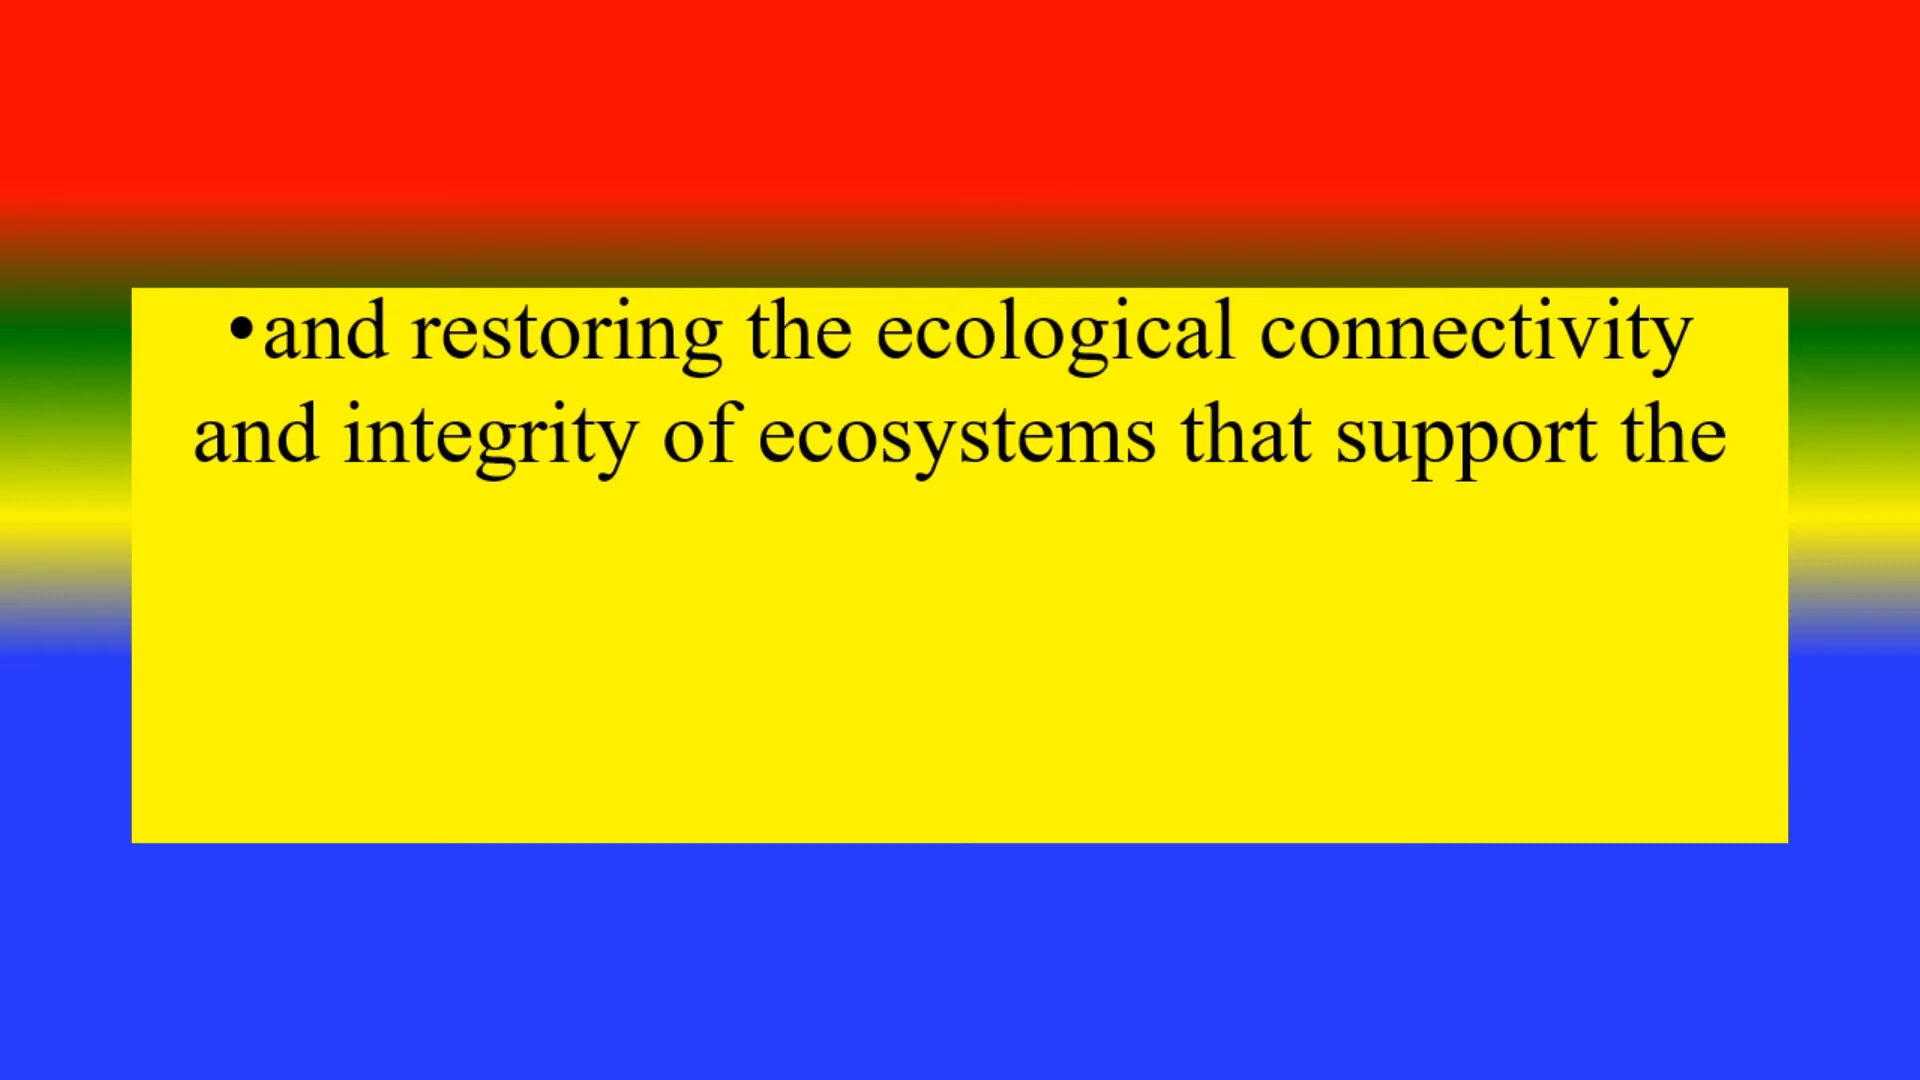 •and restoring the ecological connectivity
and integrity of ecosystems that support the